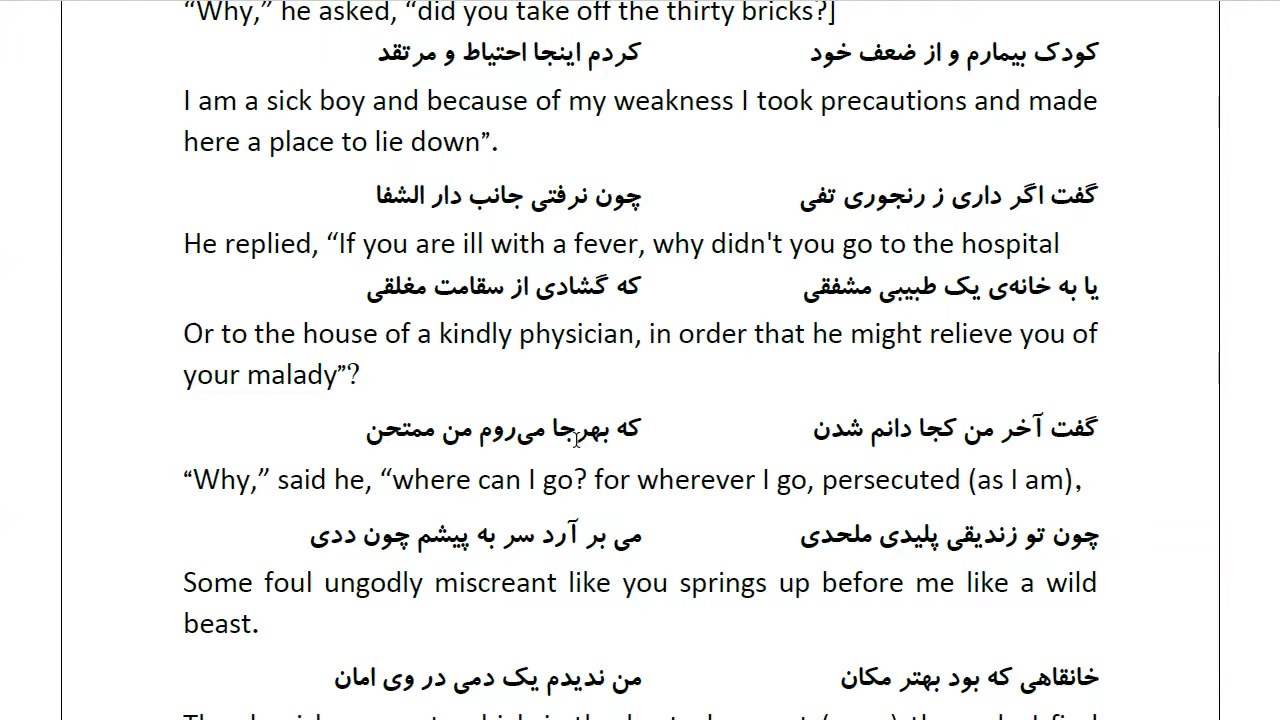 “Why,” he asked, “did you take off the thirty bricks?]
کودک بیمارم و از ضعف خود کردم اینجا احتیاط و مرتقد
I am a sick boy and because of my weakness I took precautions and made
here a place to lie down”.
گفت اگر داری ز رنجوری تفی چون نرفتی جانب دار الشفا
He replied, “If you are ill with a fever, why didn't you go to the hospital
یا به خانه‌ی یک طبیبی مشفقی که گشادی از سقامت مغلقی
Or to the house of a kindly physician, in order that he might relieve you of
your malady”?
گفت آخر من کجا دانم شدن که بهرجا می‌روم من ممتحن
“Why,” said he, “where can I go? for wherever I go, persecuted (as I am),
چون تو زندیقی پلیدی ملحدی می بر آرد سر به پیشم چون ددی
Some foul ungodly miscreant like you springs up before me like a wild
beast.
خانقاهی که بود بهتر مکان من ندیدم یک دمی در وی امان